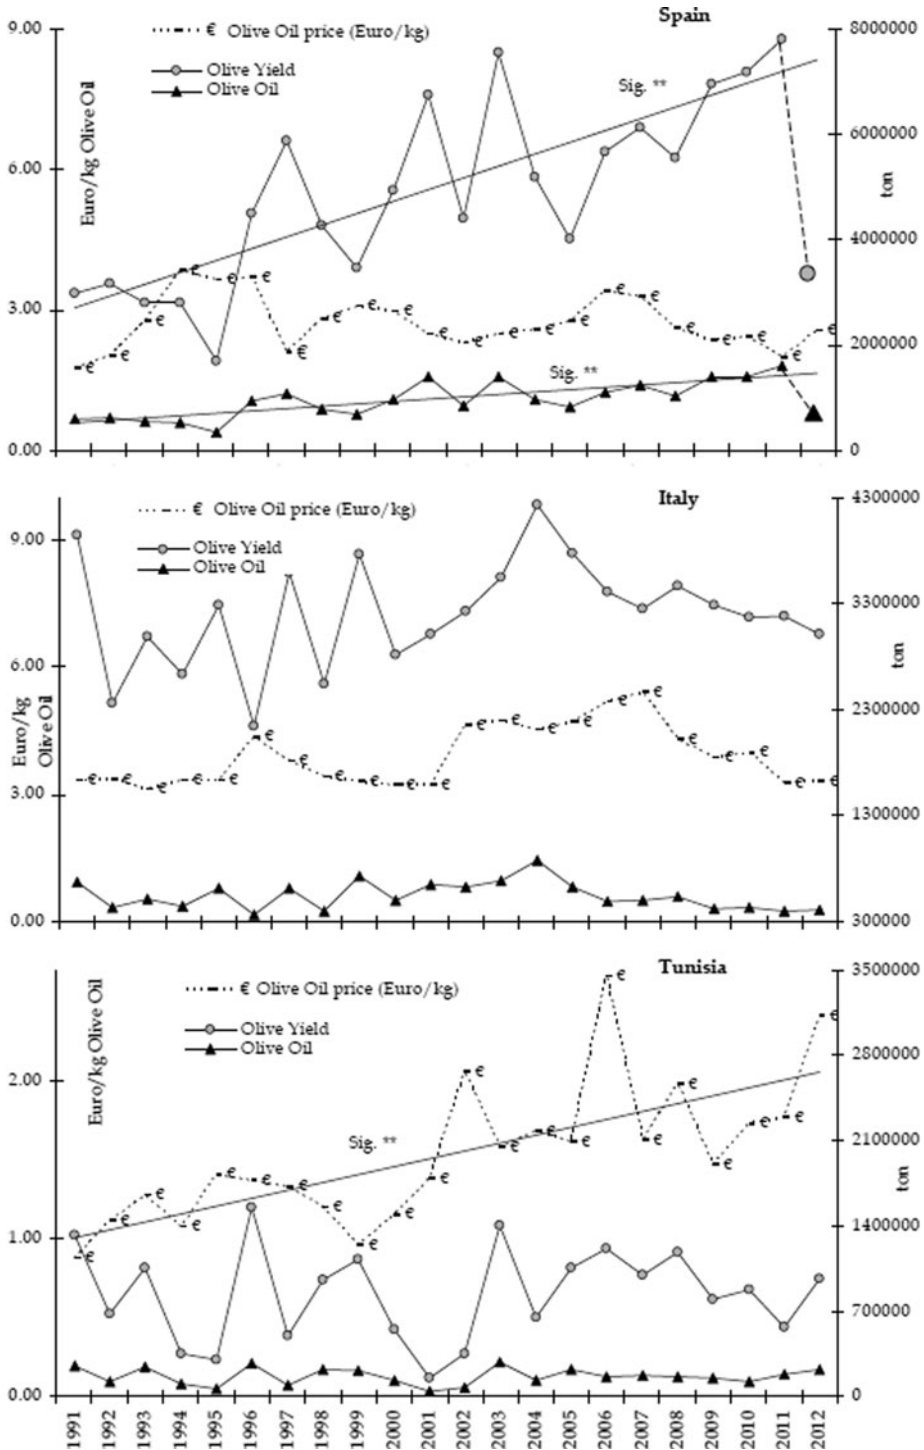 Spain
€ Olive Oil price (Euro/kg)
Olive Yield
Olive Oil
Sig. **
Sig. **
Euro/kg Olive Oil
9.00
6.00
3.00
0.00
8000000
6000000
4000000
2000000
0
ton
€ € € € € € € € € € € € € € € € € € € € € €
Italy
€ Olive Oil price (Euro/kg)
Olive Yield
Olive Oil
Euro/kg
Olive Oil
9.00
6.00
3.00
0.00
4300000
3300000
2300000
1300000
300000
ton
€ € € € € € € € € € € € € € € € € € € € € €
Tunisia
€ Olive Oil price (Euro/kg)
Olive Yield
Olive Oil
Sig. **
Euro/kg Olive Oil
2.00
1.00
0.00
3500000
2800000
2100000
1400000
700000
0
ton
€ € € € € € € € € € € € € € € € € € € € € €
1991 1992 1993 1994 1995 1996 1997 1998 1999 2000 2001 2002 2003 2004 2005 2006 2007 2008 2009 2010 2011 2012